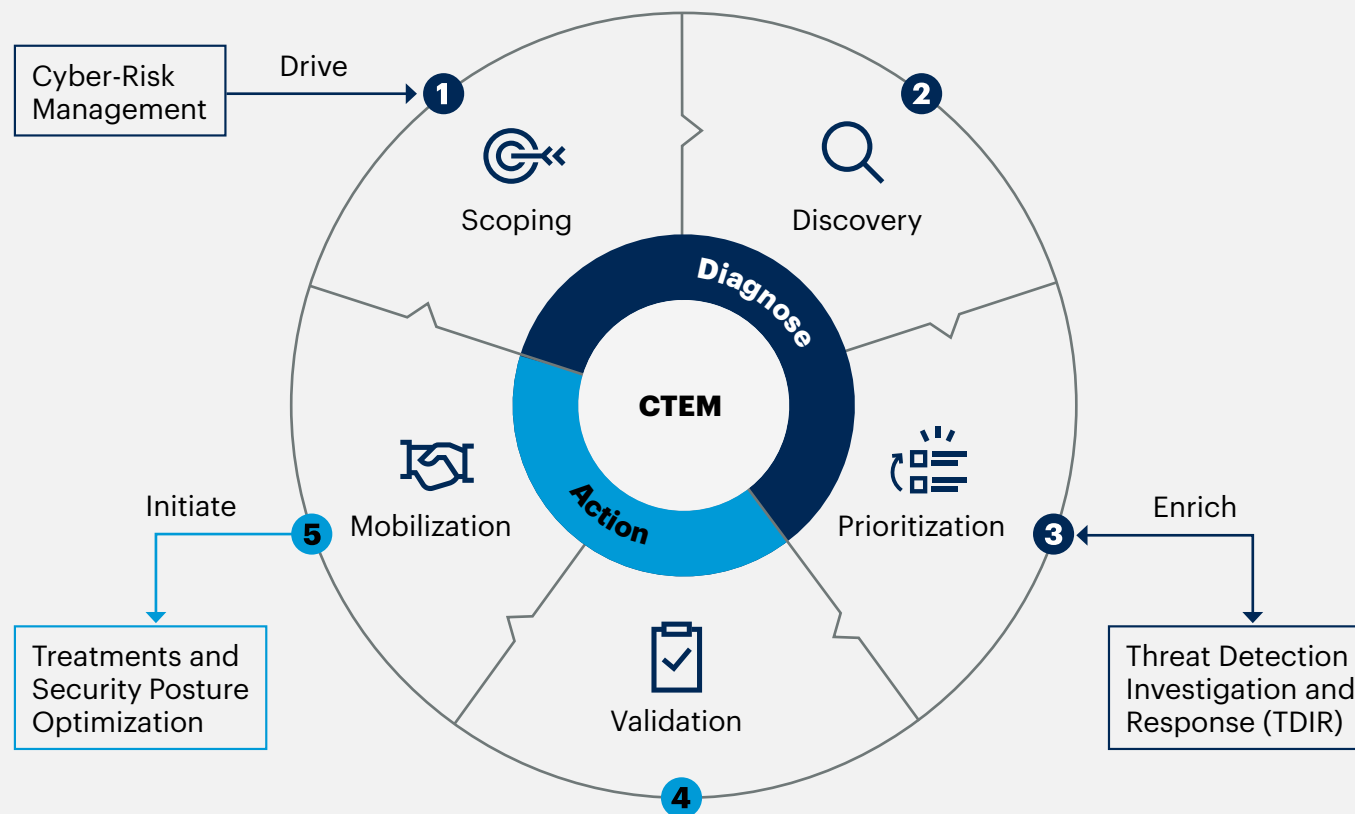 Cyber-Risk
Management
Drive
1
Scoping
2
Discovery
Diagnose
CTEM
Action
Prioritization
3
Enrich
Threat Detection
Investigation and
Response (TDIR)
Validation
4
Mobilization
5
Initiate
Treatments and
Security Posture
Optimization